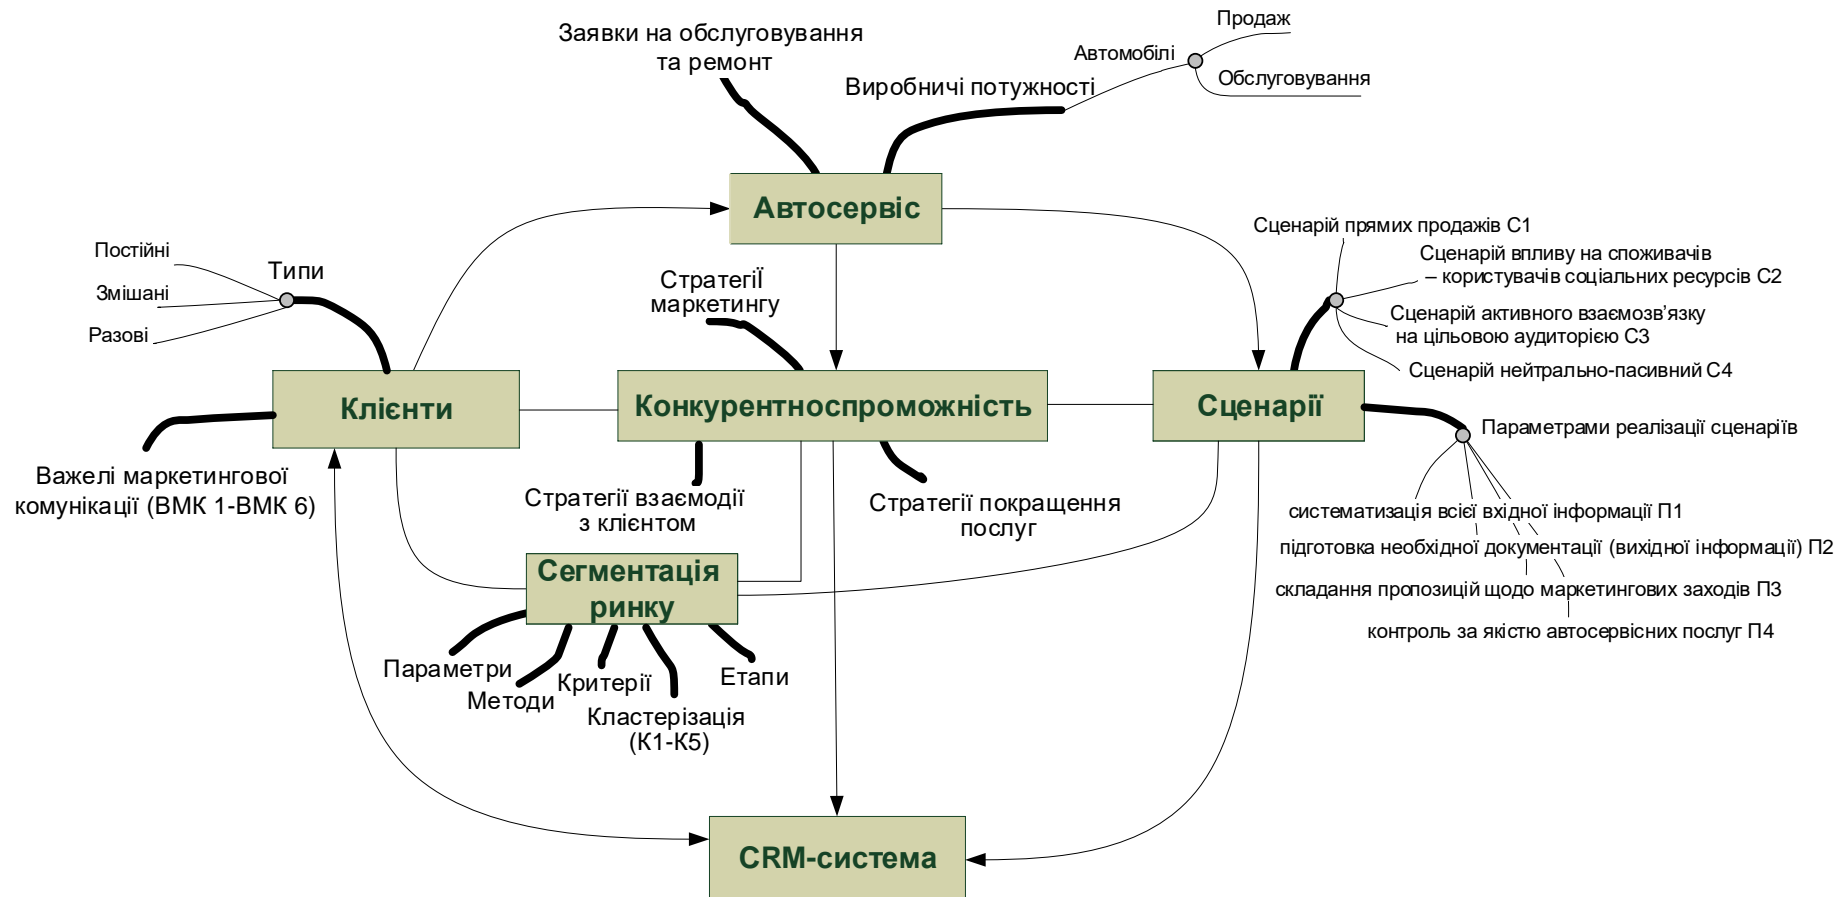 Заявки на обслуговування
та ремонт
Виробничі потужності
Автомобілі
Продаж
Обслуговування
Автосервіс
Постійні
Змішані
Разові
Типи
Стратегії
маркетингу
Сценарій прямих продажів С1
Сценарій впливу на споживачів
– користувачів соціальних ресурсів С2
Сценарій активного взаємозв’язку
на цільовою аудиторією С3
Сценарій нейтрально-пасивний С4
Клієнти
Конкурентноспроможність
Сценарії
Важелі маркетингової
комунікації (ВМК 1-ВМК 6)
Стратегії взаємодії
з клієнтом
Стратегії покращення
послуг
Параметрами реалізації сценаріїв
систематизація всієї вхідної інформації П1
підготовка необхідної документації (вихідної інформації) П2
складання пропозицій щодо маркетингових заходів П3
контроль за якістю автосервісних послуг П4
Сегментація
ринку
Параметри
Методи
Критерії
Кластерізація
(К1-К5)
Етапи
CRM-система